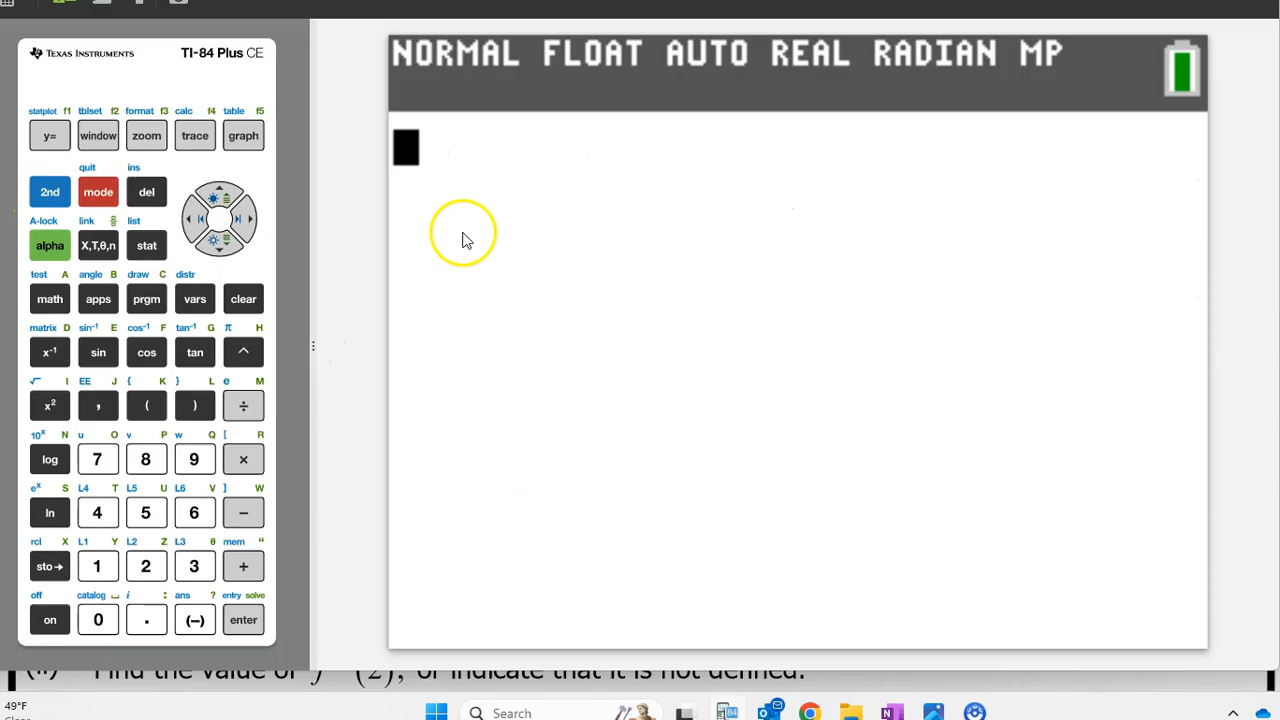 TEXAS INSTRUMENTS TI-84 Plus CE
NORMAL FLOAT AUTO REAL RADIAN MP
statplot f1 tblset f2 format f3 calc f4 table f5
y= window zoom trace graph
quit ins
2nd mode del
A-lock link list
alpha X,T,θ,n stat
test A angle B draw C distr
math apps prgm vars clear
matrix D sin⁻¹ E cos⁻¹ F tan⁻¹ G π H
x⁻¹ sin cos tan ^
√ I EE J { K } L e M
x² , ( ) ÷
10ˣ N u O v P w Q [ R
log 7 8 9 ×
eˣ S L4 T L5 U L6 V ] W
ln 4 5 6 −
rcl X L1 Y L2 Z L3 θ mem “
sto→ 1 2 3 +
off catalog ⎵ i : ans ? entry solve
on 0 . (−) enter
Find the value of f (2), or indicate that it is not defined.
49°F
Clear
Search
84